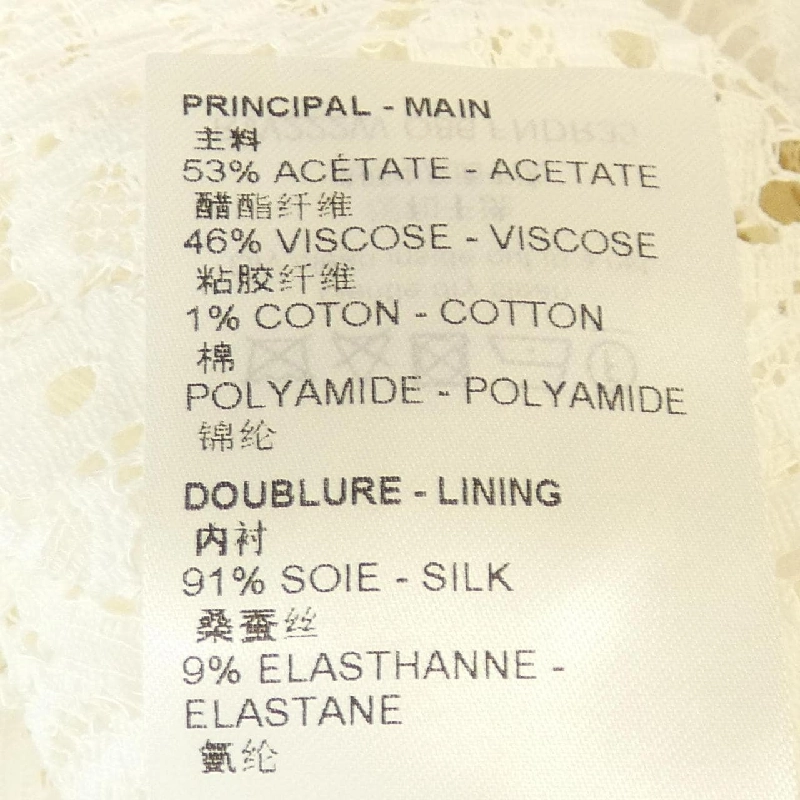 PRINCIPAL - MAIN
主料
53% ACÉTATE - ACETATE
醋酯纤维
46% VISCOSE - VISCOSE
粘胶纤维
1% COTON - COTTON
棉
POLYAMIDE - POLYAMIDE
锦纶
DOUBLURE - LINING
内衬
91% SOIE - SILK
桑蚕丝
9% ELASTHANNE -
ELASTANE
氨纶